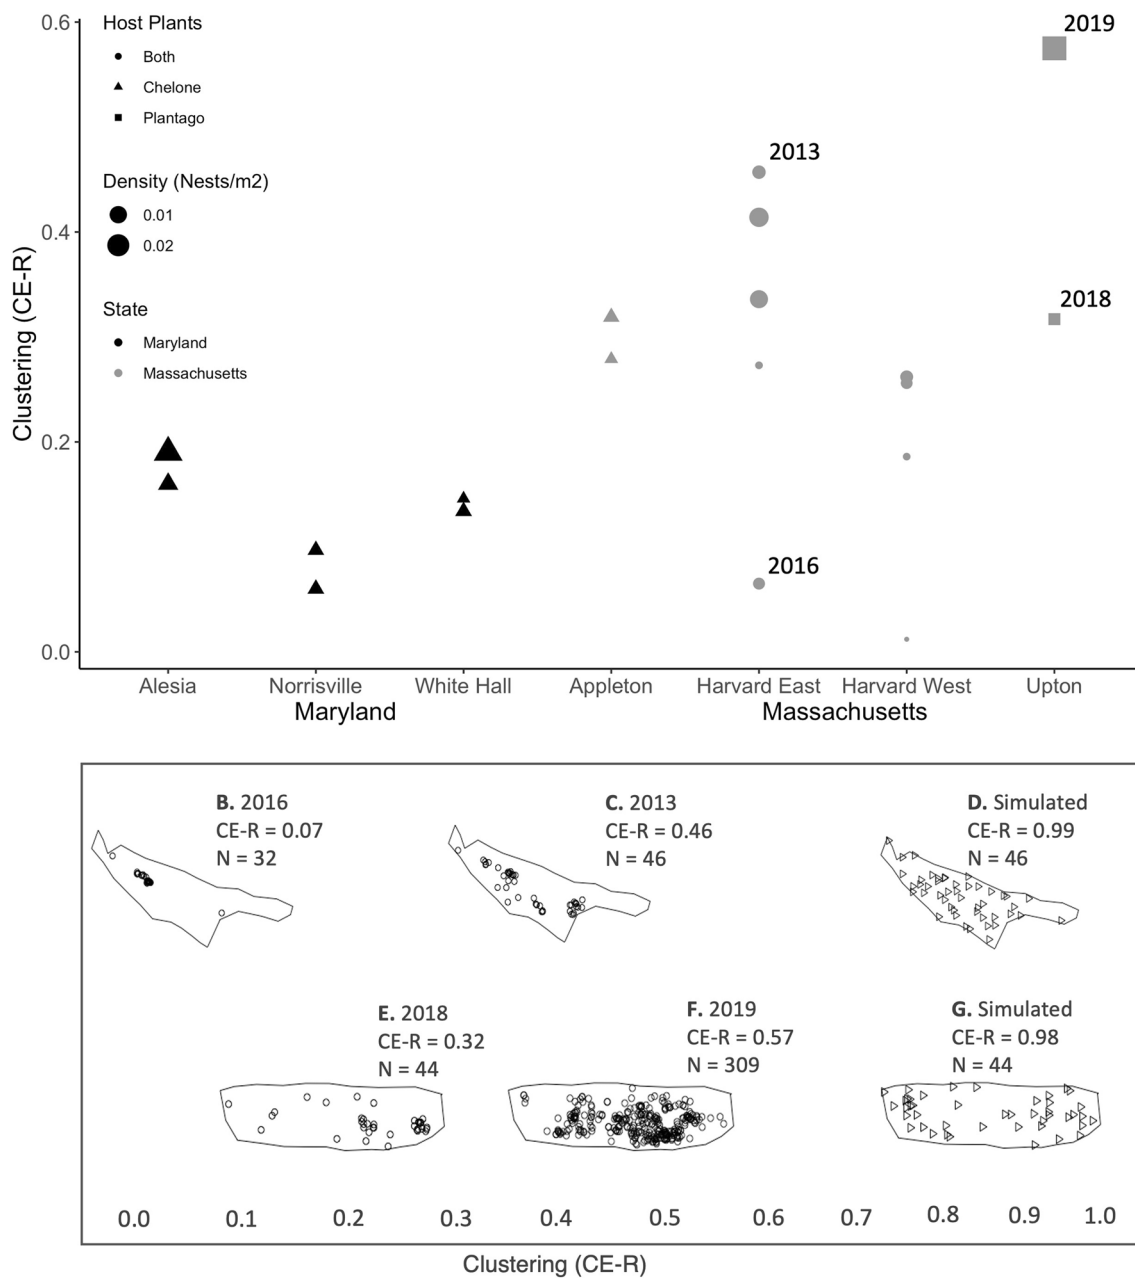 Host Plants
Both
Chelone
Plantago
Density (Nests/m2)
0.01
0.02
State
Maryland
Massachusetts
Clustering (CE-R)
0.6
0.4
0.2
0.0
2019
2013
2018
2016
Alesia Norrisville White Hall Appleton Harvard East Harvard West Upton
Maryland Massachusetts
B. 2016
CE-R = 0.07
N = 32
C. 2013
CE-R = 0.46
N = 46
D. Simulated
CE-R = 0.99
N = 46
E. 2018
CE-R = 0.32
N = 44
F. 2019
CE-R = 0.57
N = 309
G. Simulated
CE-R = 0.98
N = 44
0.0 0.1 0.2 0.3 0.4 0.5 0.6 0.7 0.8 0.9 1.0
Clustering (CE-R)